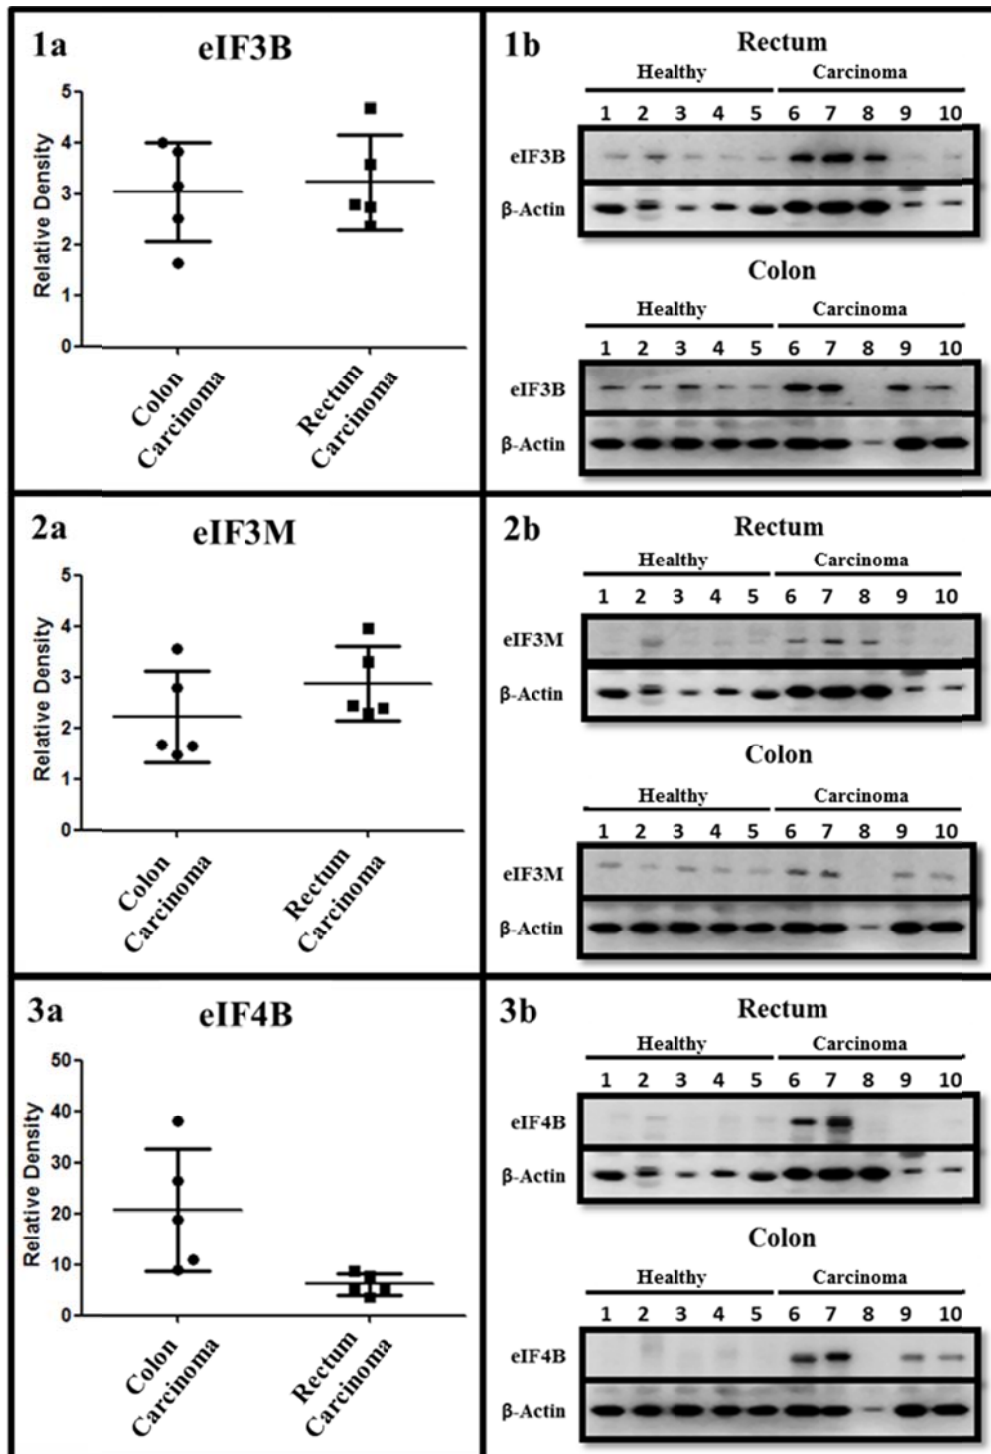 1a
eIF3B
Relative Density
5
4
3
2
1
0
Colon
Carcinoma
Rectum
Carcinoma
1b
Rectum
Healthy Carcinoma
1 2 3 4 5 6 7 8 9 10
eIF3B
β-Actin
Colon
Healthy Carcinoma
1 2 3 4 5 6 7 8 9 10
eIF3B
β-Actin
2a
eIF3M
Relative Density
5
4
3
2
1
0
Colon
Carcinoma
Rectum
Carcinoma
2b
Rectum
Healthy Carcinoma
1 2 3 4 5 6 7 8 9 10
eIF3M
β-Actin
Colon
Healthy Carcinoma
1 2 3 4 5 6 7 8 9 10
eIF3M
β-Actin
3a
eIF4B
Relative Density
50
40
30
20
10
0
Colon
Carcinoma
Rectum
Carcinoma
3b
Rectum
Healthy Carcinoma
1 2 3 4 5 6 7 8 9 10
eIF4B
β-Actin
Colon
Healthy Carcinoma
1 2 3 4 5 6 7 8 9 10
eIF4B
β-Actin